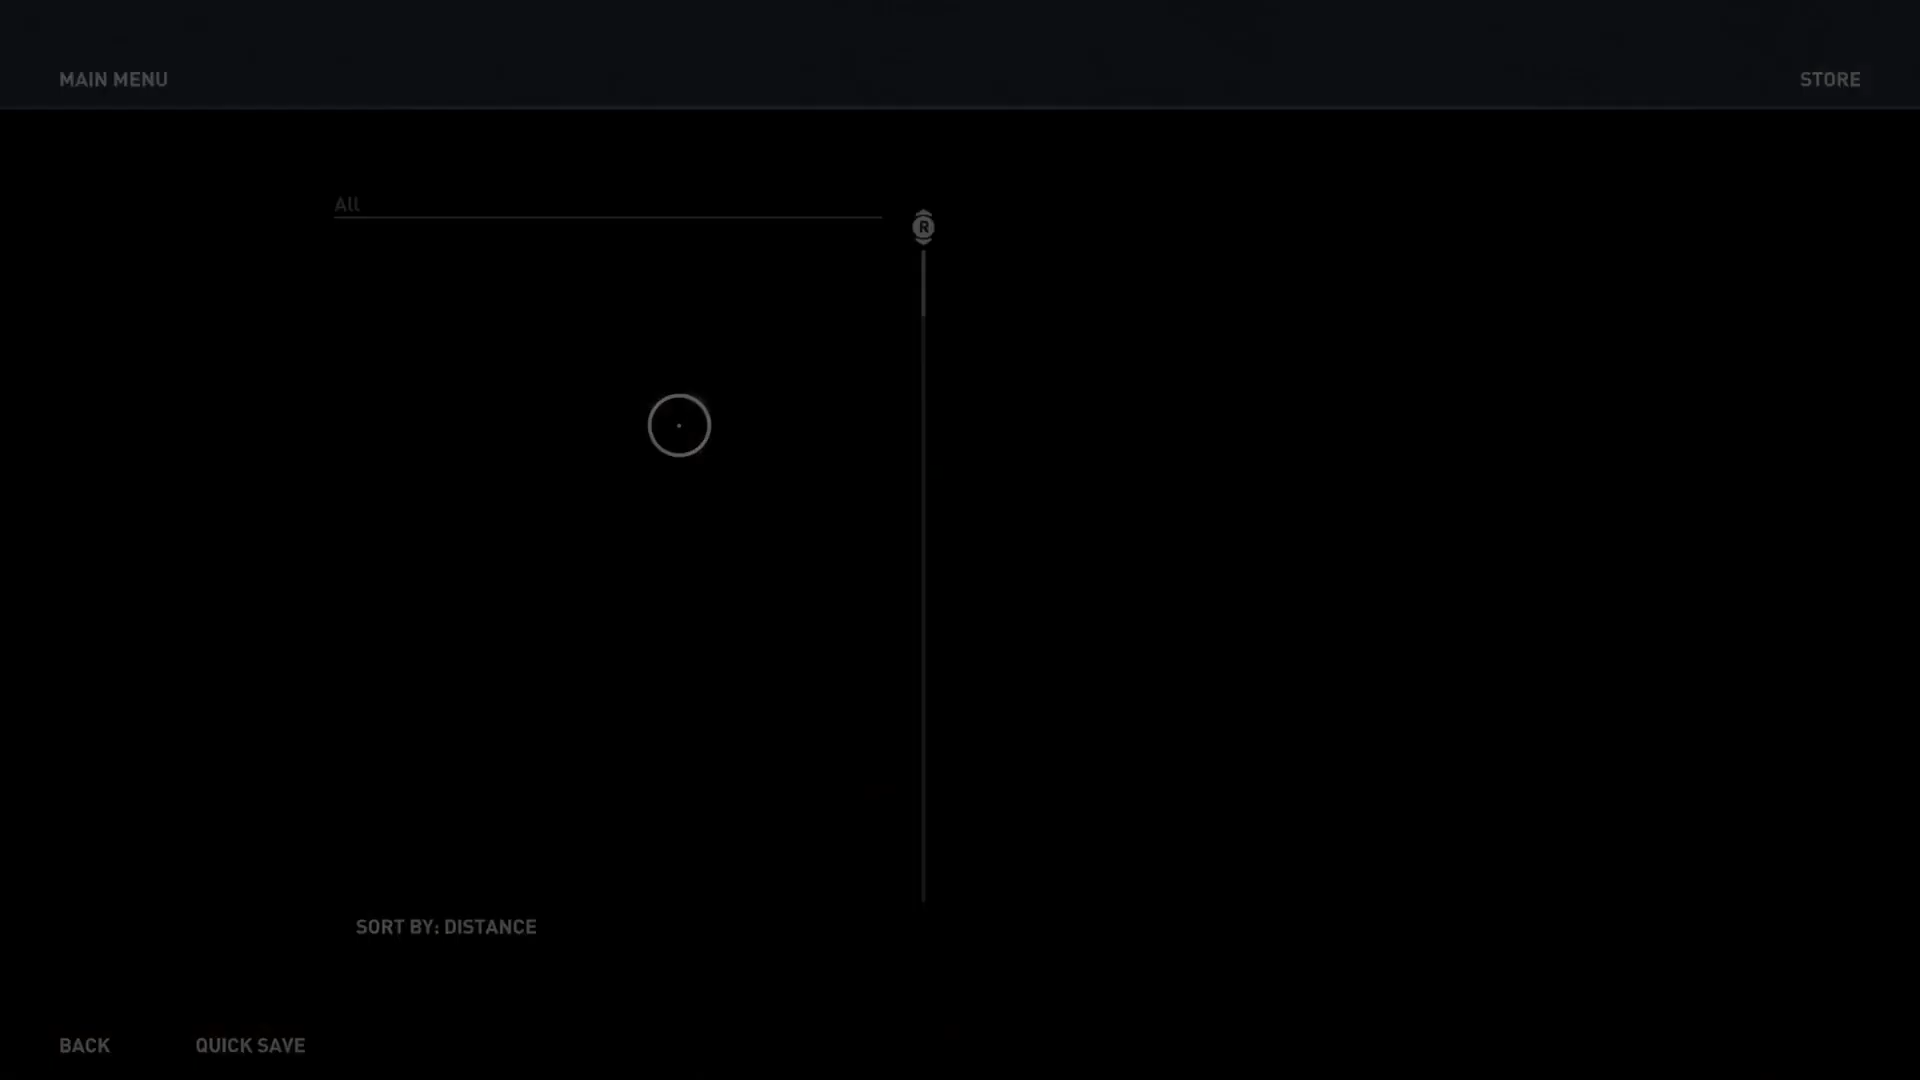 MAIN MENU
STORE
All
R
SORT BY: DISTANCE
BACK
QUICK SAVE